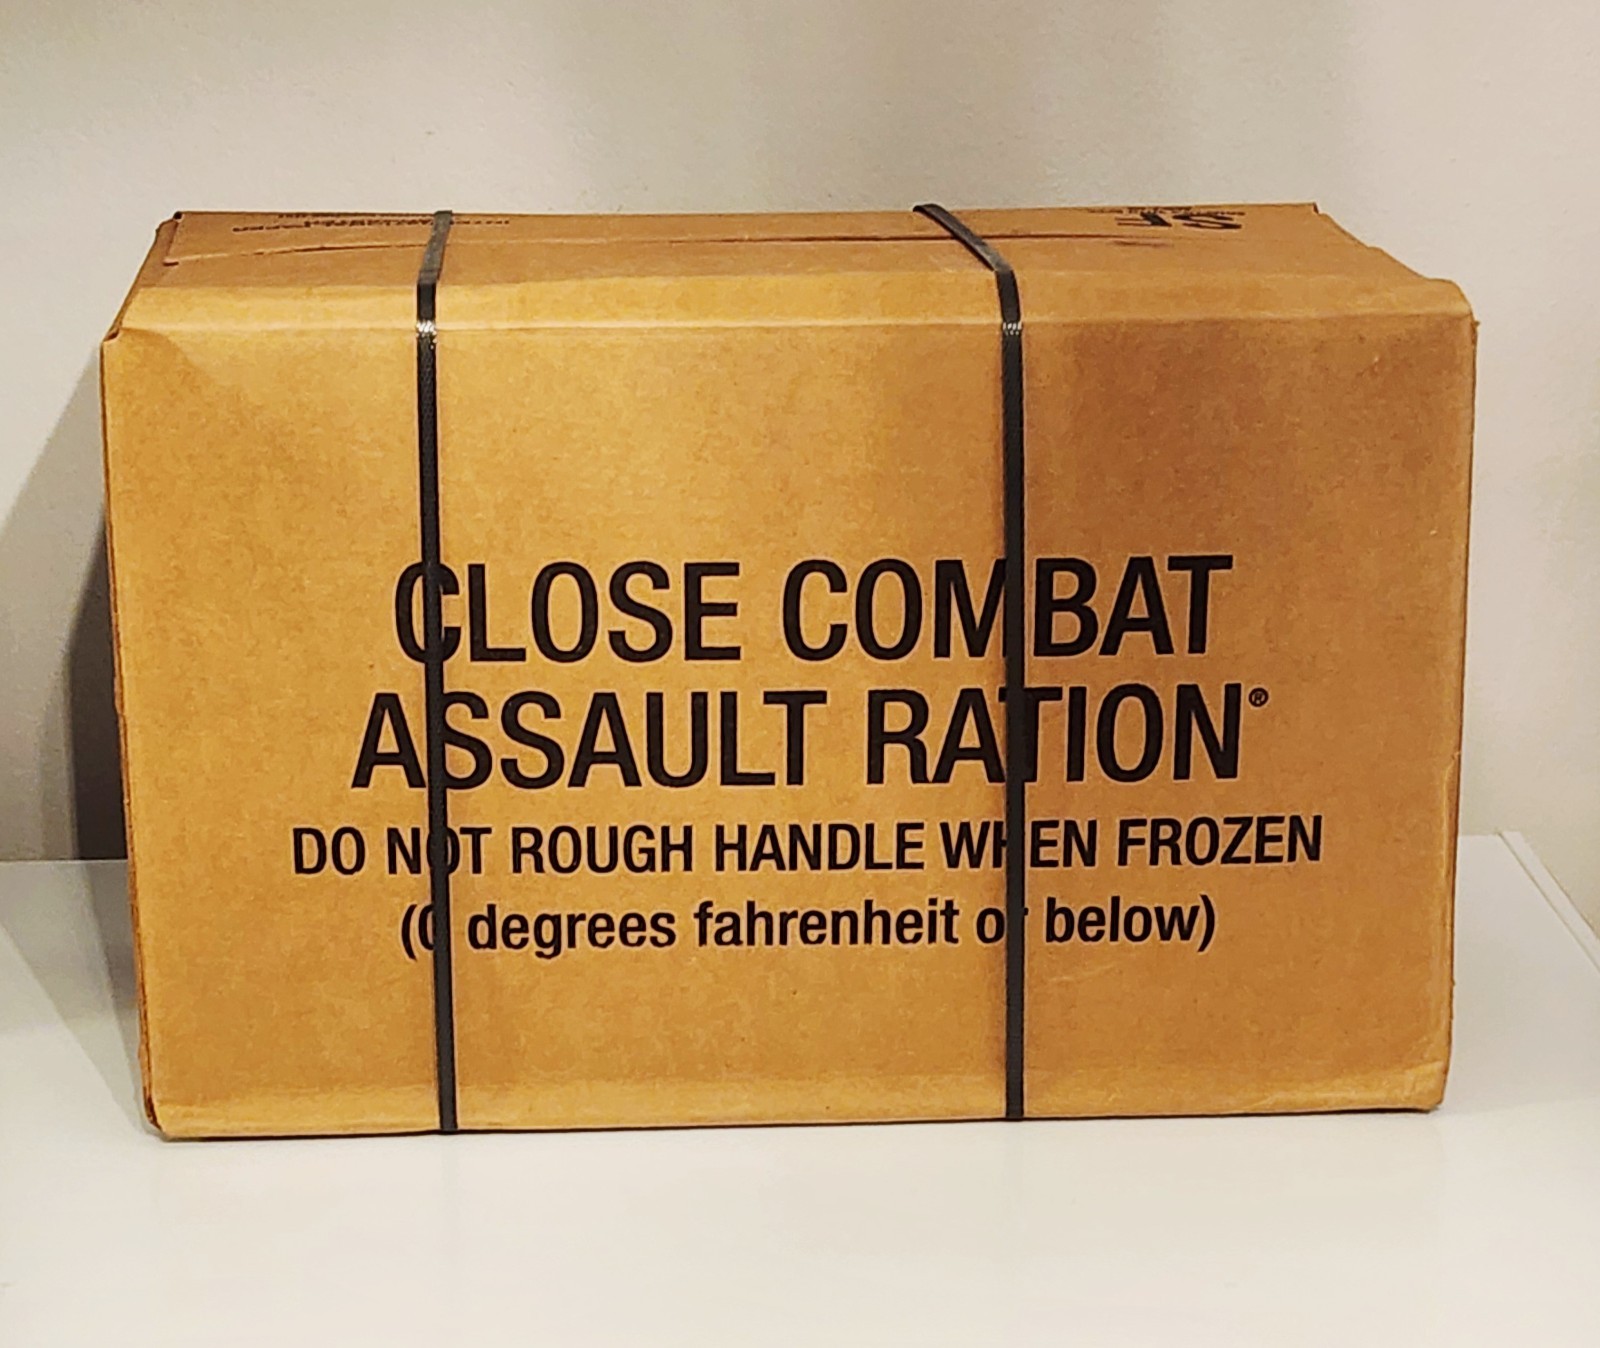 CLOSE COMBAT
ASSAULT RATION®
DO NOT ROUGH HANDLE WHEN FROZEN
(0 degrees fahrenheit or below)